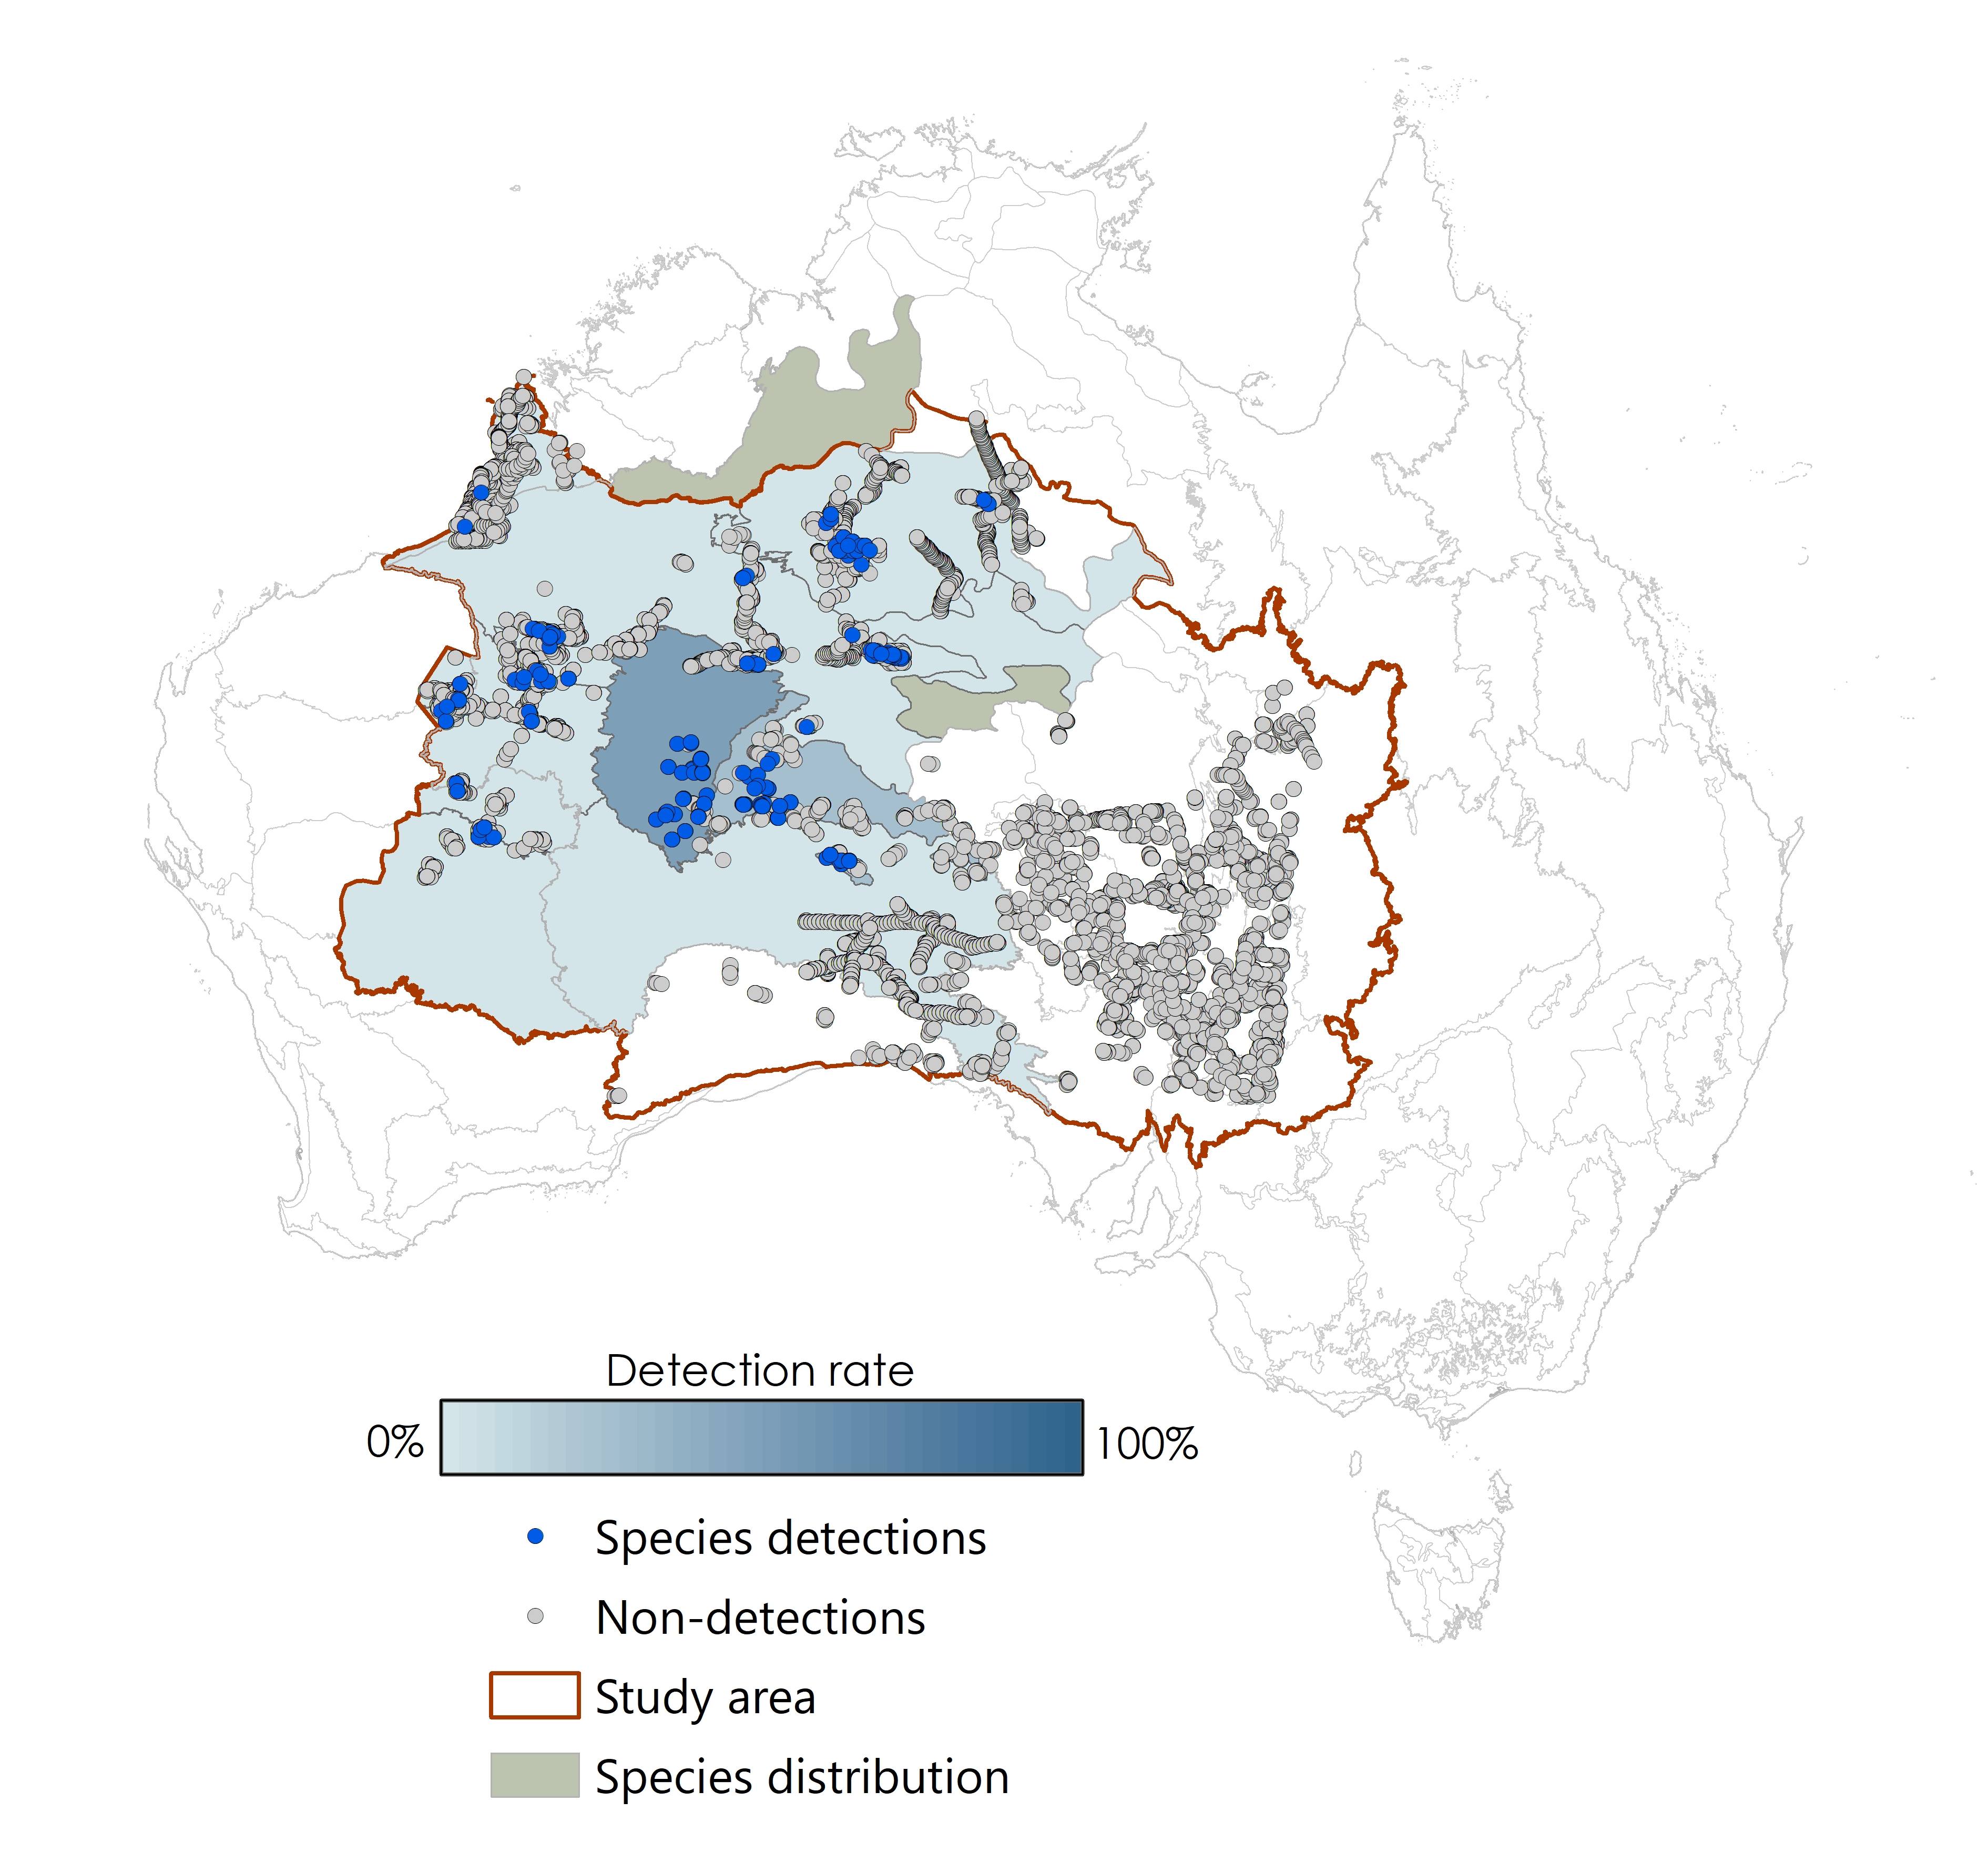 Detection rate
0%
100%
Species detections
Non-detections
Study area
Species distribution